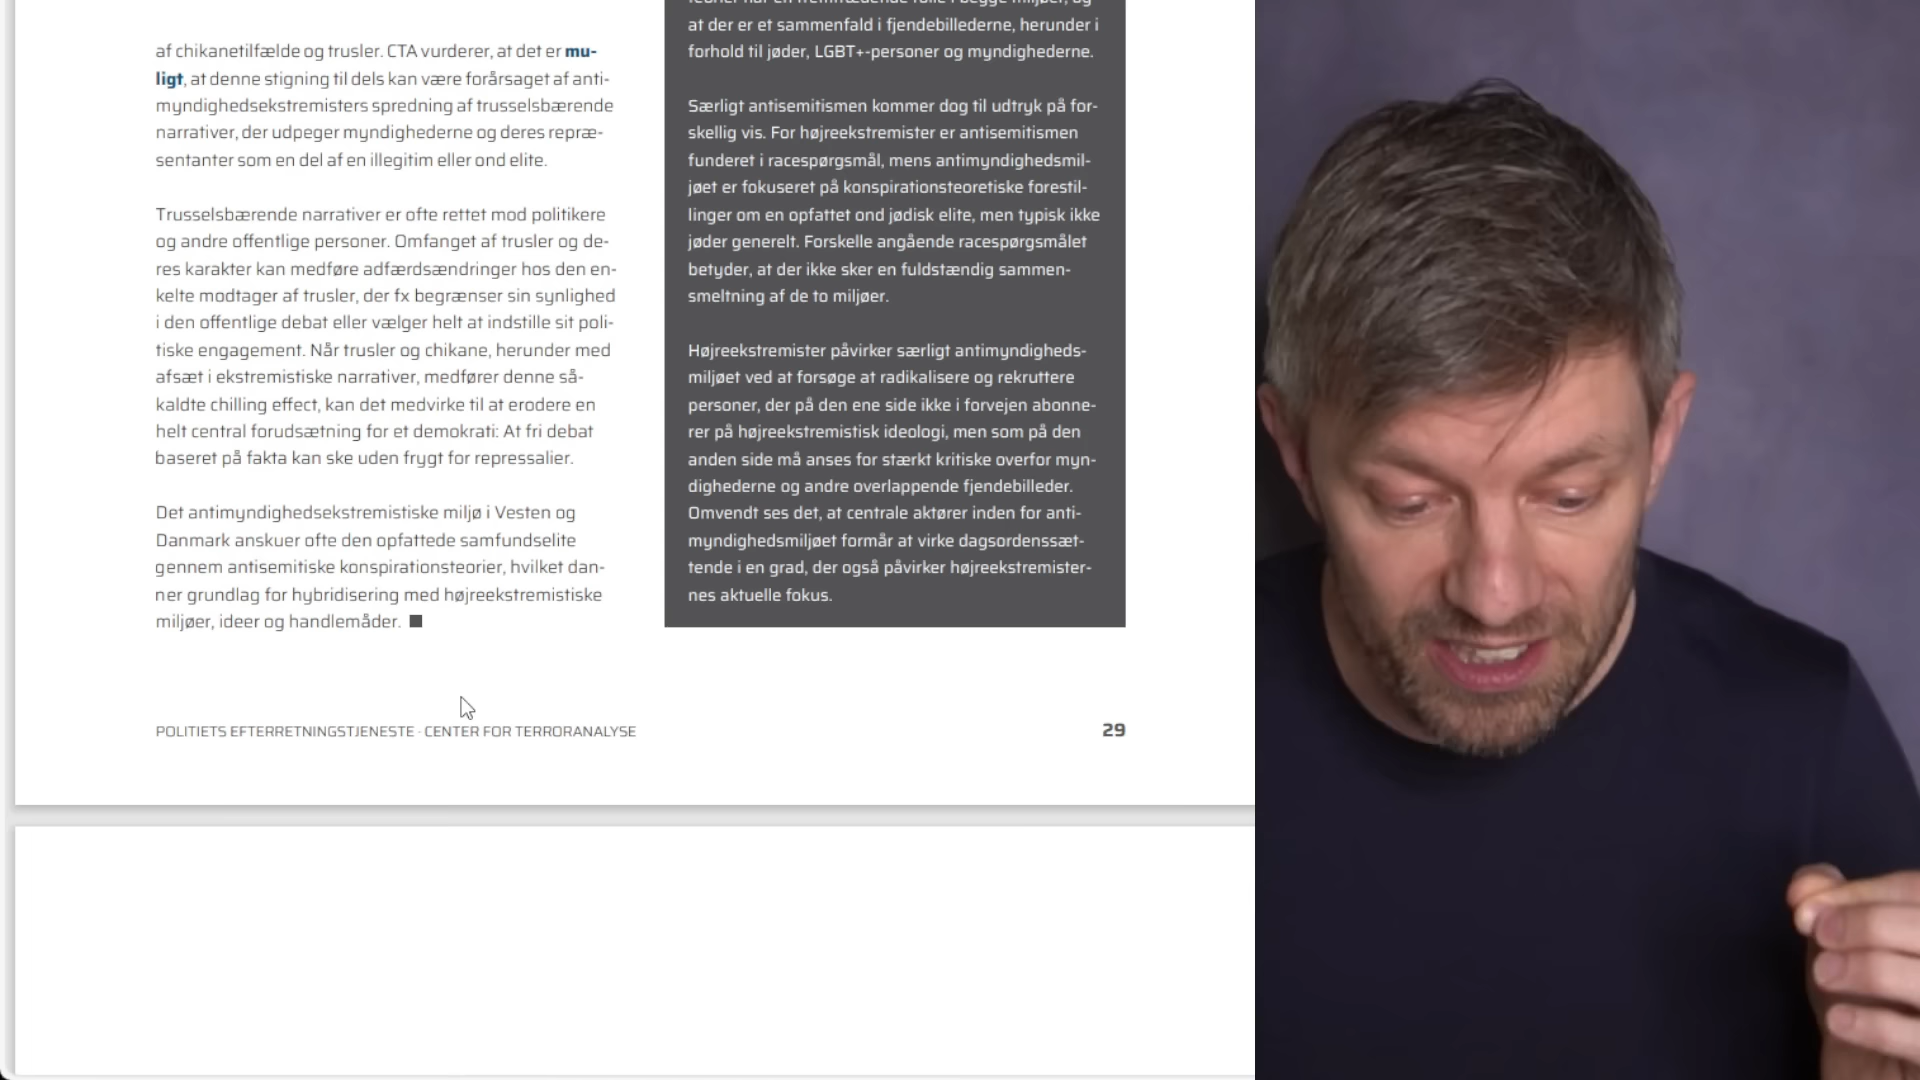 af chikanetilfælde og trusler. CTA vurderer, at det er mu-
ligt, at denne stigning til dels kan være forårsaget af anti-
myndighedsekstremisters spredning af trusselsbærende
narrativer, der udpeger myndighederne og deres repræ-
sentanter som en del af en illegitim eller ond elite.
Trusselsbærende narrativer er ofte rettet mod politikere
og andre offentlige personer. Omfanget af trusler og de-
res karakter kan medføre adfærdsændringer hos den en-
kelte modtager af trusler, der fx begrænser sin synlighed
i den offentlige debat eller vælger helt at indstille sit poli-
tiske engagement. Når trusler og chikane, herunder med
afsæt i ekstremistiske narrativer, medfører denne så-
kaldte chilling effect, kan det medvirke til at erodere en
helt central forudsætning for et demokrati: At fri debat
baseret på fakta kan ske uden frygt for repressalier.
Det antimyndighedsekstremistiske miljø i Vesten og
Danmark anskuer ofte den opfattede samfundselite
gennem antisemitiske konspirationsteorier, hvilket dan-
ner grundlag for hybridisering med højreekstremistiske
miljøer, ideer og handlemåder.
at der er et sammenfald i fjendebillederne, herunder i
forhold til jøder, LGBT+-personer og myndighederne.
Særligt antisemitismen kommer dog til udtryk på for-
skellig vis. For højreekstremister er antisemitismen
funderet i racespørgsmål, mens antimyndighedsmil-
jøet er fokuseret på konspirationsteoretiske forestil-
linger om en opfattet ond jødisk elite, men typisk ikke
jøder generelt. Forskelle angående racespørgsmålet
betyder, at der ikke sker en fuldstændig sammen-
smeltning af de to miljøer.
Højreekstremister påvirker særligt antimyndigheds-
miljøet ved at forsøge at radikalisere og rekruttere
personer, der på den ene side ikke i forvejen abonne-
rer på højreekstremistisk ideologi, men som på den
anden side må anses for stærkt kritiske overfor myn-
dighederne og andre overlappende fjendebilleder.
Omvendt ses det, at centrale aktører inden for anti-
myndighedsmiljøet formår at virke dagsordenssæt-
tende i en grad, der også påvirker højreekstremister-
nes aktuelle fokus.
POLITIETS EFTERRETNINGSTJENESTE · CENTER FOR TERRORANALYSE
29